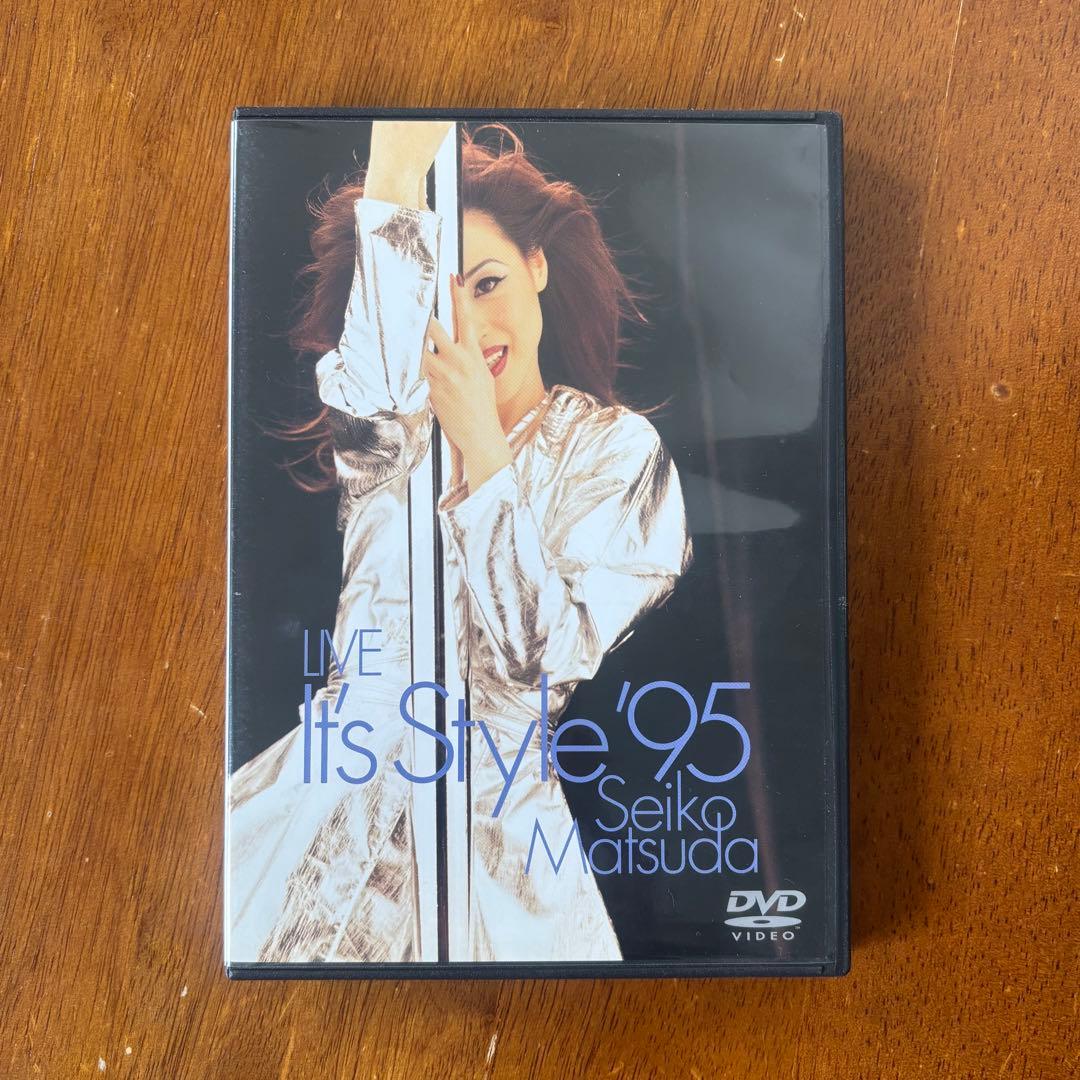 LIVE
It's Style '95
Seiko
Matsuda
DVD
VIDEO